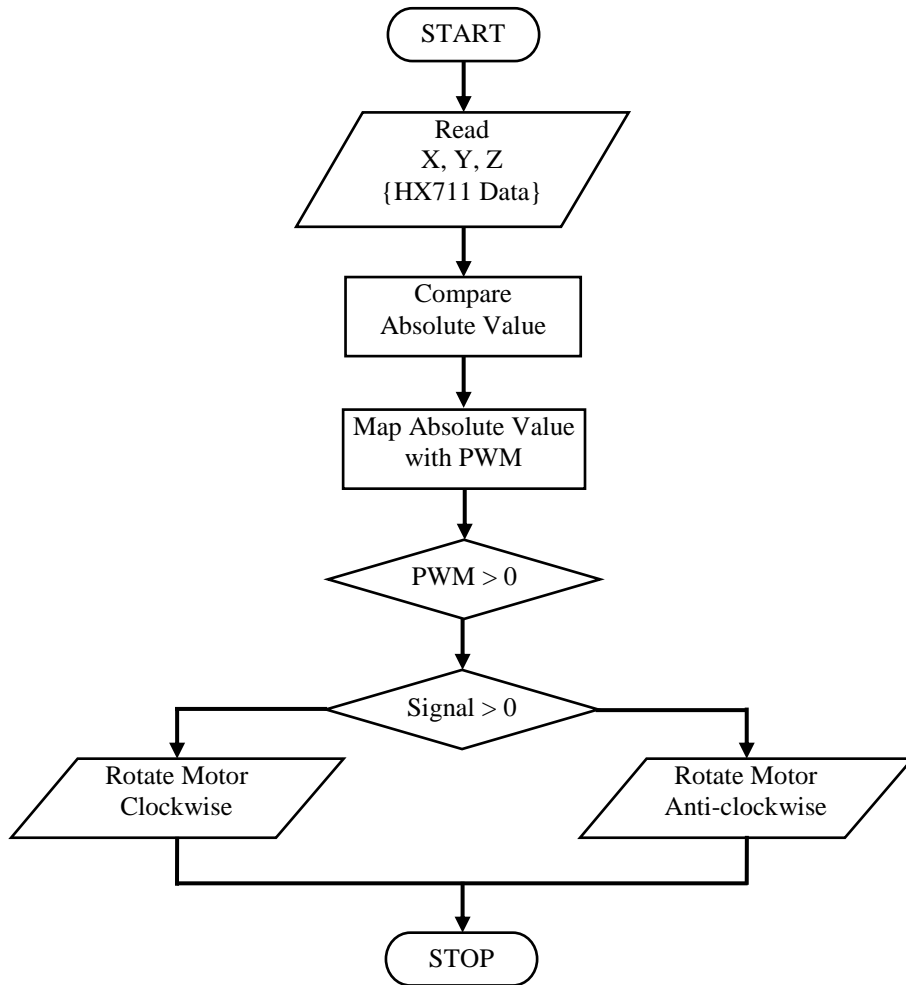 START
Read
X, Y, Z
{HX711 Data}
Compare
Absolute Value
Map Absolute Value
with PWM
PWM > 0
Signal > 0
Rotate Motor
Clockwise
Rotate Motor
Anti-clockwise
STOP